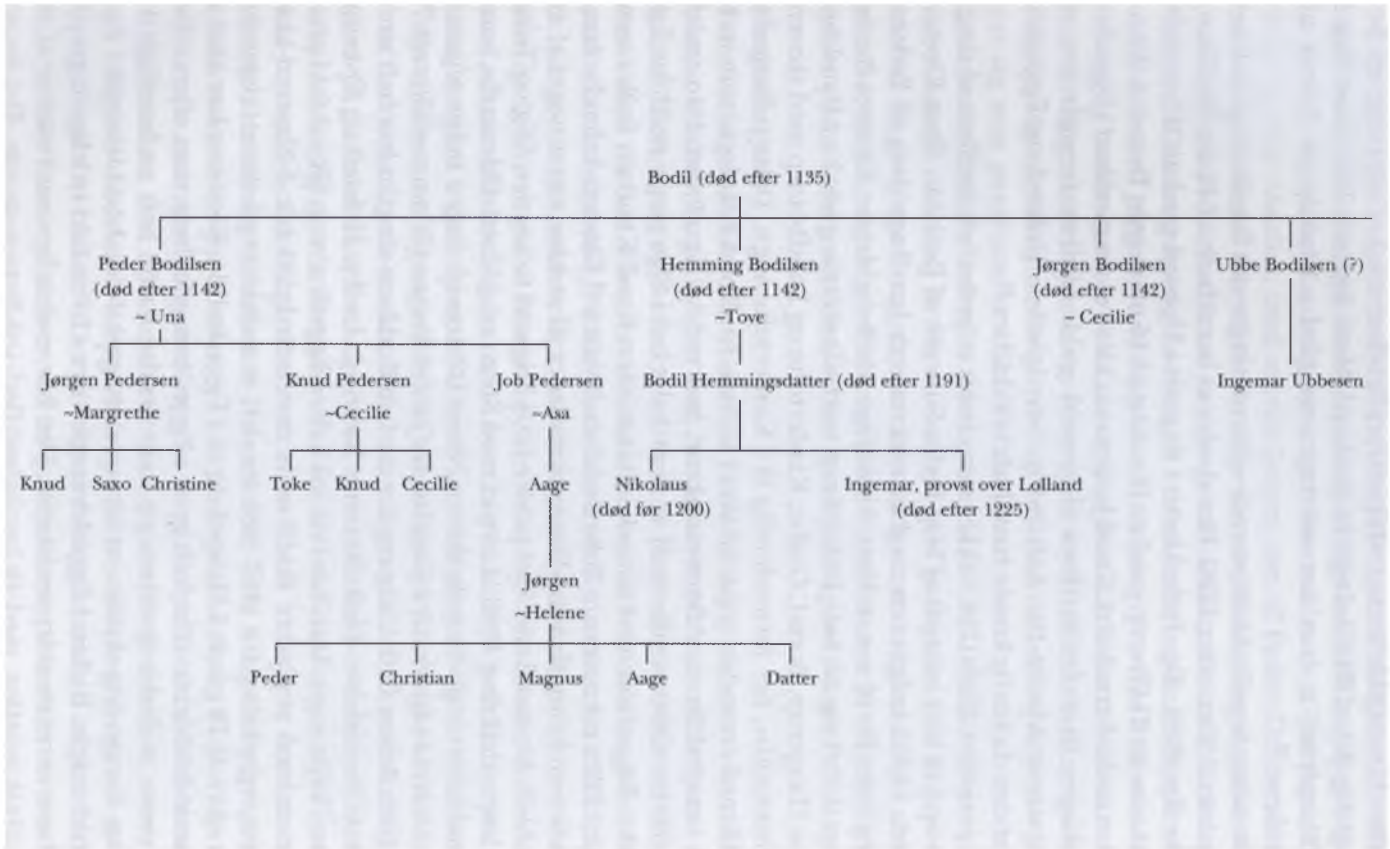 Bodil (død efter 1135)
Peder Bodilsen
(død efter 1142)
~ Una
Hemming Bodilsen
(død efter 1142)
~Tove
Jørgen Bodilsen
(død efter 1142)
~ Cecilie
Ubbe Bodilsen (?)
Jørgen Pedersen
~Margrethe
Knud Pedersen
~Cecilie
Job Pedersen
~Asa
Bodil Hemmingsdatter (død efter 1191)
Ingemar Ubbesen
Knud
Saxo
Christine
Toke
Knud
Cecilie
Aage
Nikolaus
(død før 1200)
Ingemar, provst over Lolland
(død efter 1225)
Jørgen
~Helene
Peder
Christian
Magnus
Aage
Datter